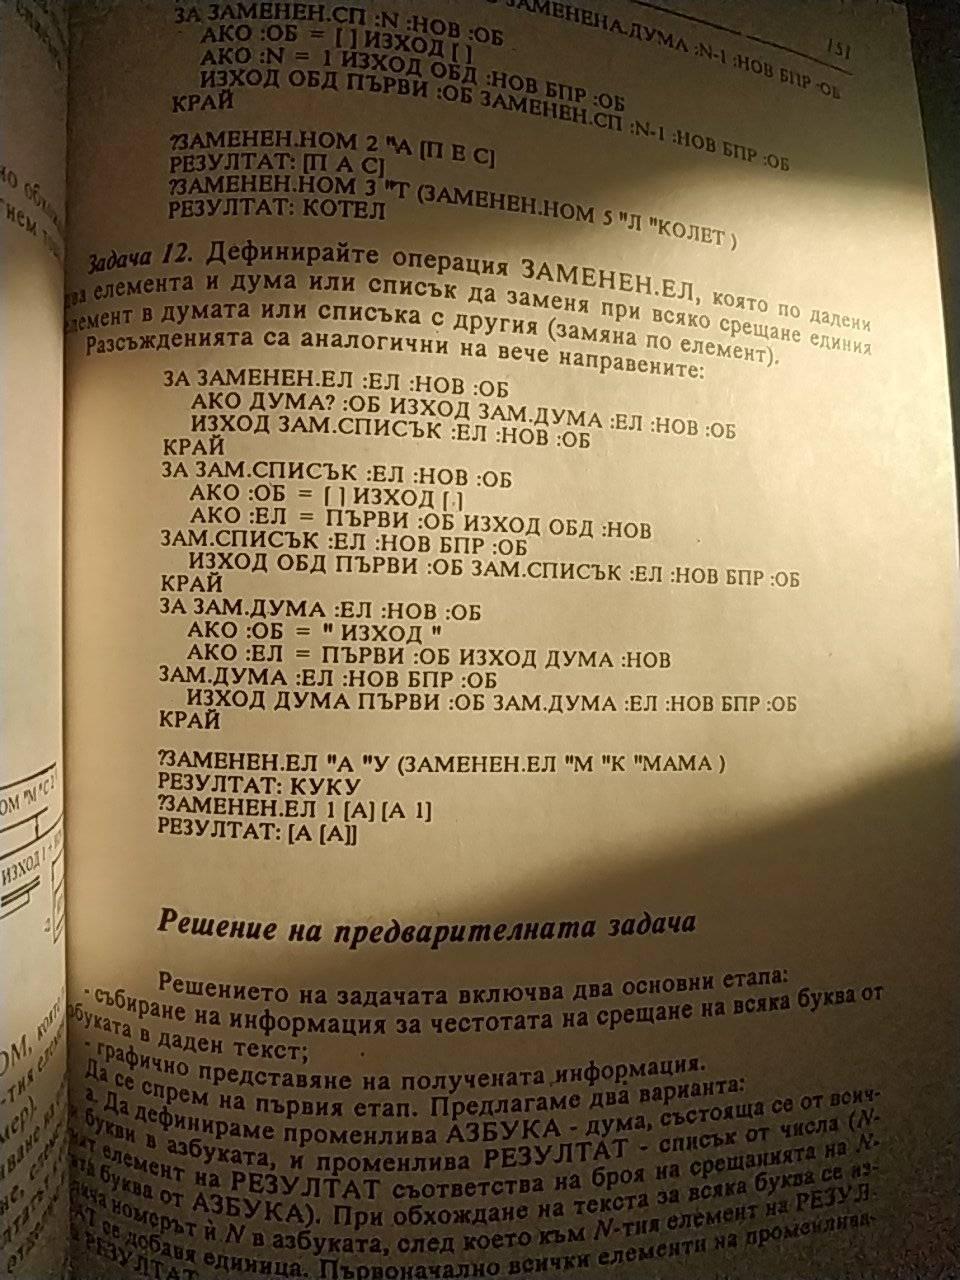 151
ЗАМЕНЕНА.ДУМА :N-1 :НОВ БПР :ОБ
ЗА ЗАМЕНЕН.СП :N :НОВ :ОБ
АКО :ОБ = [ ] ИЗХОД [ ]
АКО :N = 1 ИЗХОД ОБД :НОВ БПР :ОБ
ИЗХОД ОБД ПЪРВИ :ОБ ЗАМЕНЕН.СП :N-1 :НОВ БПР :ОБ
КРАЙ
?ЗАМЕНЕН.НОМ 2 "А [П Е С]
РЕЗУЛТАТ: [П А С]
?ЗАМЕНЕН.НОМ 3 "Т (ЗАМЕНЕН.НОМ 5 "Л "КОЛЕТ )
РЕЗУЛТАТ: КОТЕЛ
Задача 12. Дефинирайте операция ЗАМЕНЕН.ЕЛ, която по дадени
два елемента и дума или списък да заменя при всяко срещане единия
елемент в думата или списъка с другия (замяна по елемент).
Разсъжденията са аналогични на вече направените:
ЗА ЗАМЕНЕН.ЕЛ :ЕЛ :НОВ :ОБ
АКО ДУМА? :ОБ ИЗХОД ЗАМ.ДУМА :ЕЛ :НОВ :ОБ
ИЗХОД ЗАМ.СПИСЪК :ЕЛ :НОВ :ОБ
КРАЙ
ЗА ЗАМ.СПИСЪК :ЕЛ :НОВ :ОБ
АКО :ОБ = [ ] ИЗХОД [ ]
АКО :ЕЛ = ПЪРВИ :ОБ ИЗХОД ОБД :НОВ
ЗАМ.СПИСЪК :ЕЛ :НОВ БПР :ОБ
ИЗХОД ОБД ПЪРВИ :ОБ ЗАМ.СПИСЪК :ЕЛ :НОВ БПР :ОБ
КРАЙ
ЗА ЗАМ.ДУМА :ЕЛ :НОВ :ОБ
АКО :ОБ = " ИЗХОД "
АКО :ЕЛ = ПЪРВИ :ОБ ИЗХОД ДУМА :НОВ
ЗАМ.ДУМА :ЕЛ :НОВ БПР :ОБ
ИЗХОД ДУМА ПЪРВИ :ОБ ЗАМ.ДУМА :ЕЛ :НОВ БПР :ОБ
КРАЙ
?ЗАМЕНЕН.ЕЛ "А "У (ЗАМЕНЕН.ЕЛ "М "К "МАМА )
РЕЗУЛТАТ: КУКУ
?ЗАМЕНЕН.ЕЛ 1 [А] [А 1]
РЕЗУЛТАТ: [А [А]]
Решение на предварителната задача
Решението на задачата включва два основни етапа:
- събиране на информация за честотата на срещане на всяка буква от
азбуката в даден текст;
- графично представяне на получената информация.
Да се спрем на първия етап. Предлагаме два варианта:
а. Да дефинираме променлива АЗБУКА - дума, състояща се от всич-
ки букви в азбуката, и променлива РЕЗУЛТАТ - списък от числа (N-
елемент на РЕЗУЛТАТ съответства на броя на срещанията на N-
буква от АЗБУКА). При обхождане на текста за всяка буква се из-
номерът ѝ N в азбуката, след което към N-тия елемент на РЕЗУЛ-
се добавя единица. Първоначално всички елементи на променлива-
РЕЗУЛТАТ